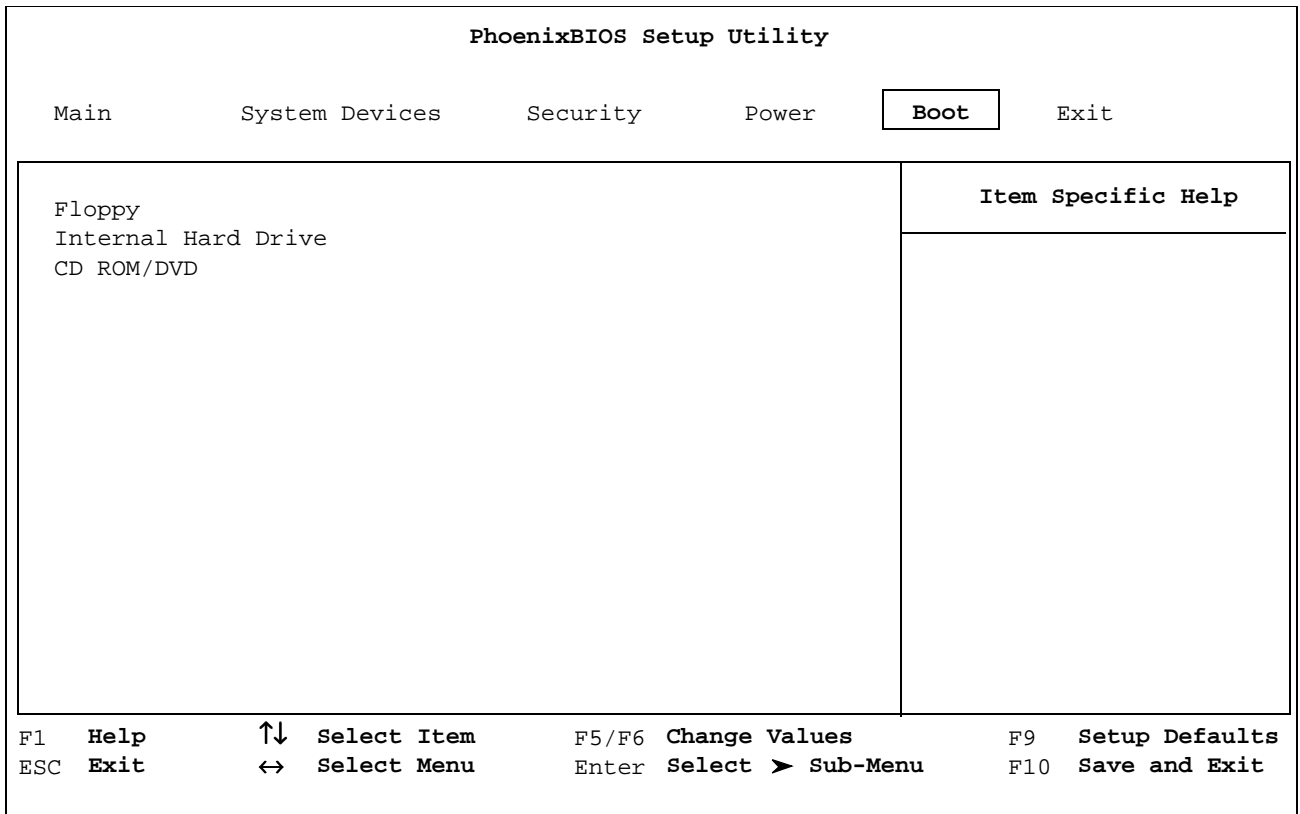 PhoenixBIOS Setup Utility
Main System Devices Security Power Boot Exit
Floppy
Internal Hard Drive
CD ROM/DVD
Item Specific Help
F1 Help ↑↓ Select Item F5/F6 Change Values F9 Setup Defaults
ESC Exit ↔ Select Menu Enter Select ➤ Sub-Menu F10 Save and Exit